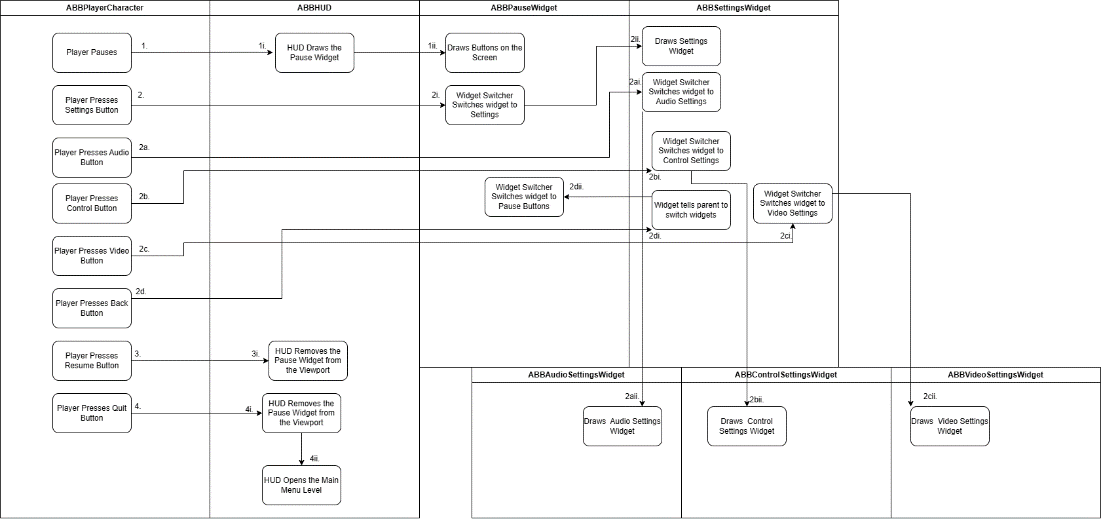 ABBPlayerCharacter
ABBHUD
ABBPauseWidget
ABBSettingsWidget
Player Pauses
1.
1i.
HUD Draws the
Pause Widget
1ii.
Draws Buttons on the
Screen
2ii.
Draws Settings
Widget
Player Presses
Settings Button
2.
2i.
Widget Switcher
Switches widget to
Settings
2ai.
Widget Switcher
Switches widget to
Audio Settings
Player Presses Audio
Button
2a.
Widget Switcher
Switches widget to
Control Settings
2bi.
Player Presses
Control Button
2b.
Widget Switcher
Switches widget to
Pause Buttons
2dii.
Widget tells parent to
switch widgets
2di.
Widget Switcher
Switches widget to
Video Settings
2ci.
Player Presses Video
Button
2c.
Player Presses Back
Button
2d.
Player Presses
Resume Button
3.
3i.
HUD Removes the
Pause Widget from
the Viewport
Player Presses Quit
Button
4.
4i.
HUD Removes the
Pause Widget from
the Viewport
4ii.
HUD Opens the Main
Menu Level
ABBAudioSettingsWidget
ABBControlSettingsWidget
ABBVideoSettingsWidget
2aii.
Draws Audio Settings
Widget
2bii.
Draws Control
Settings Widget
2cii.
Draws Video Settings
Widget